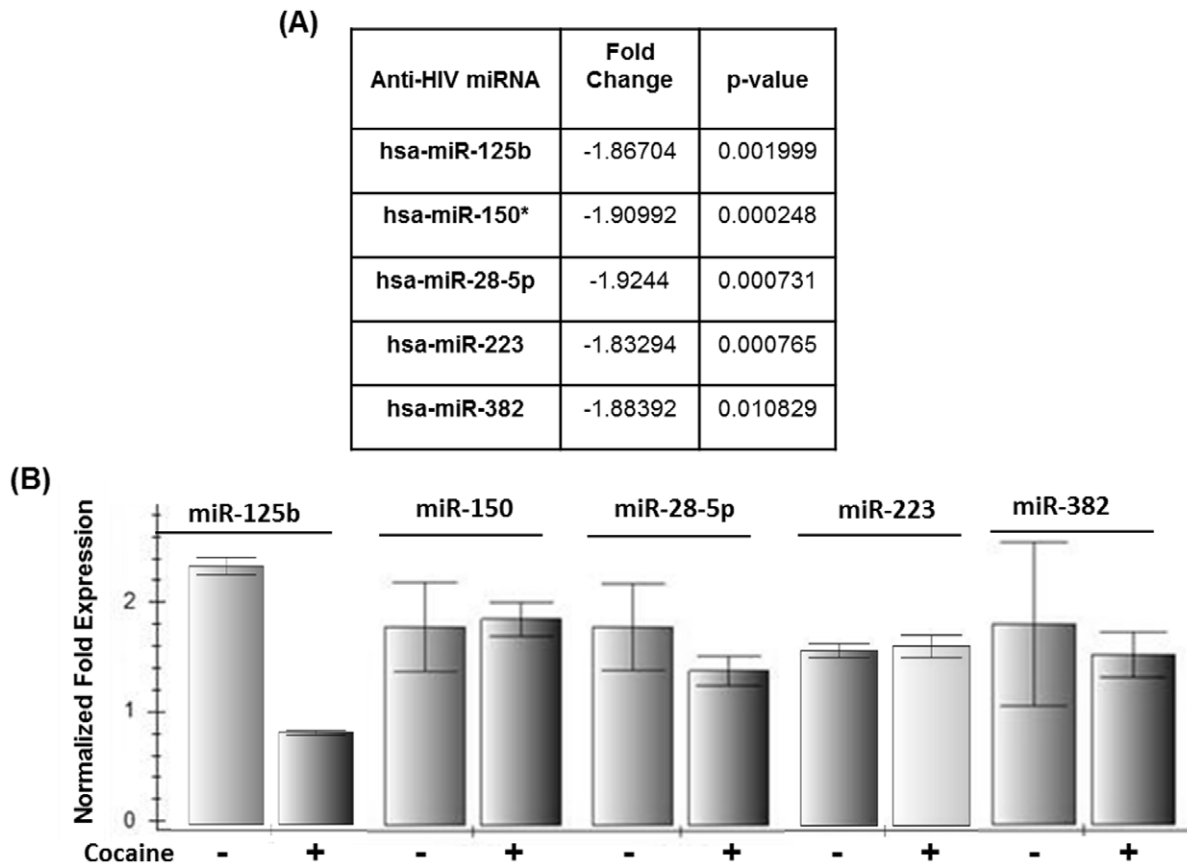 (A)
Anti-HIV miRNA Fold Change p-value
hsa-miR-125b -1.86704 0.001999
hsa-miR-150* -1.90992 0.000248
hsa-miR-28-5p -1.9244 0.000731
hsa-miR-223 -1.83294 0.000765
hsa-miR-382 -1.88392 0.010829
(B)
miR-125b miR-150 miR-28-5p miR-223 miR-382
Normalized Fold Expression
2
1
0
Cocaine - + - + - + - + - +